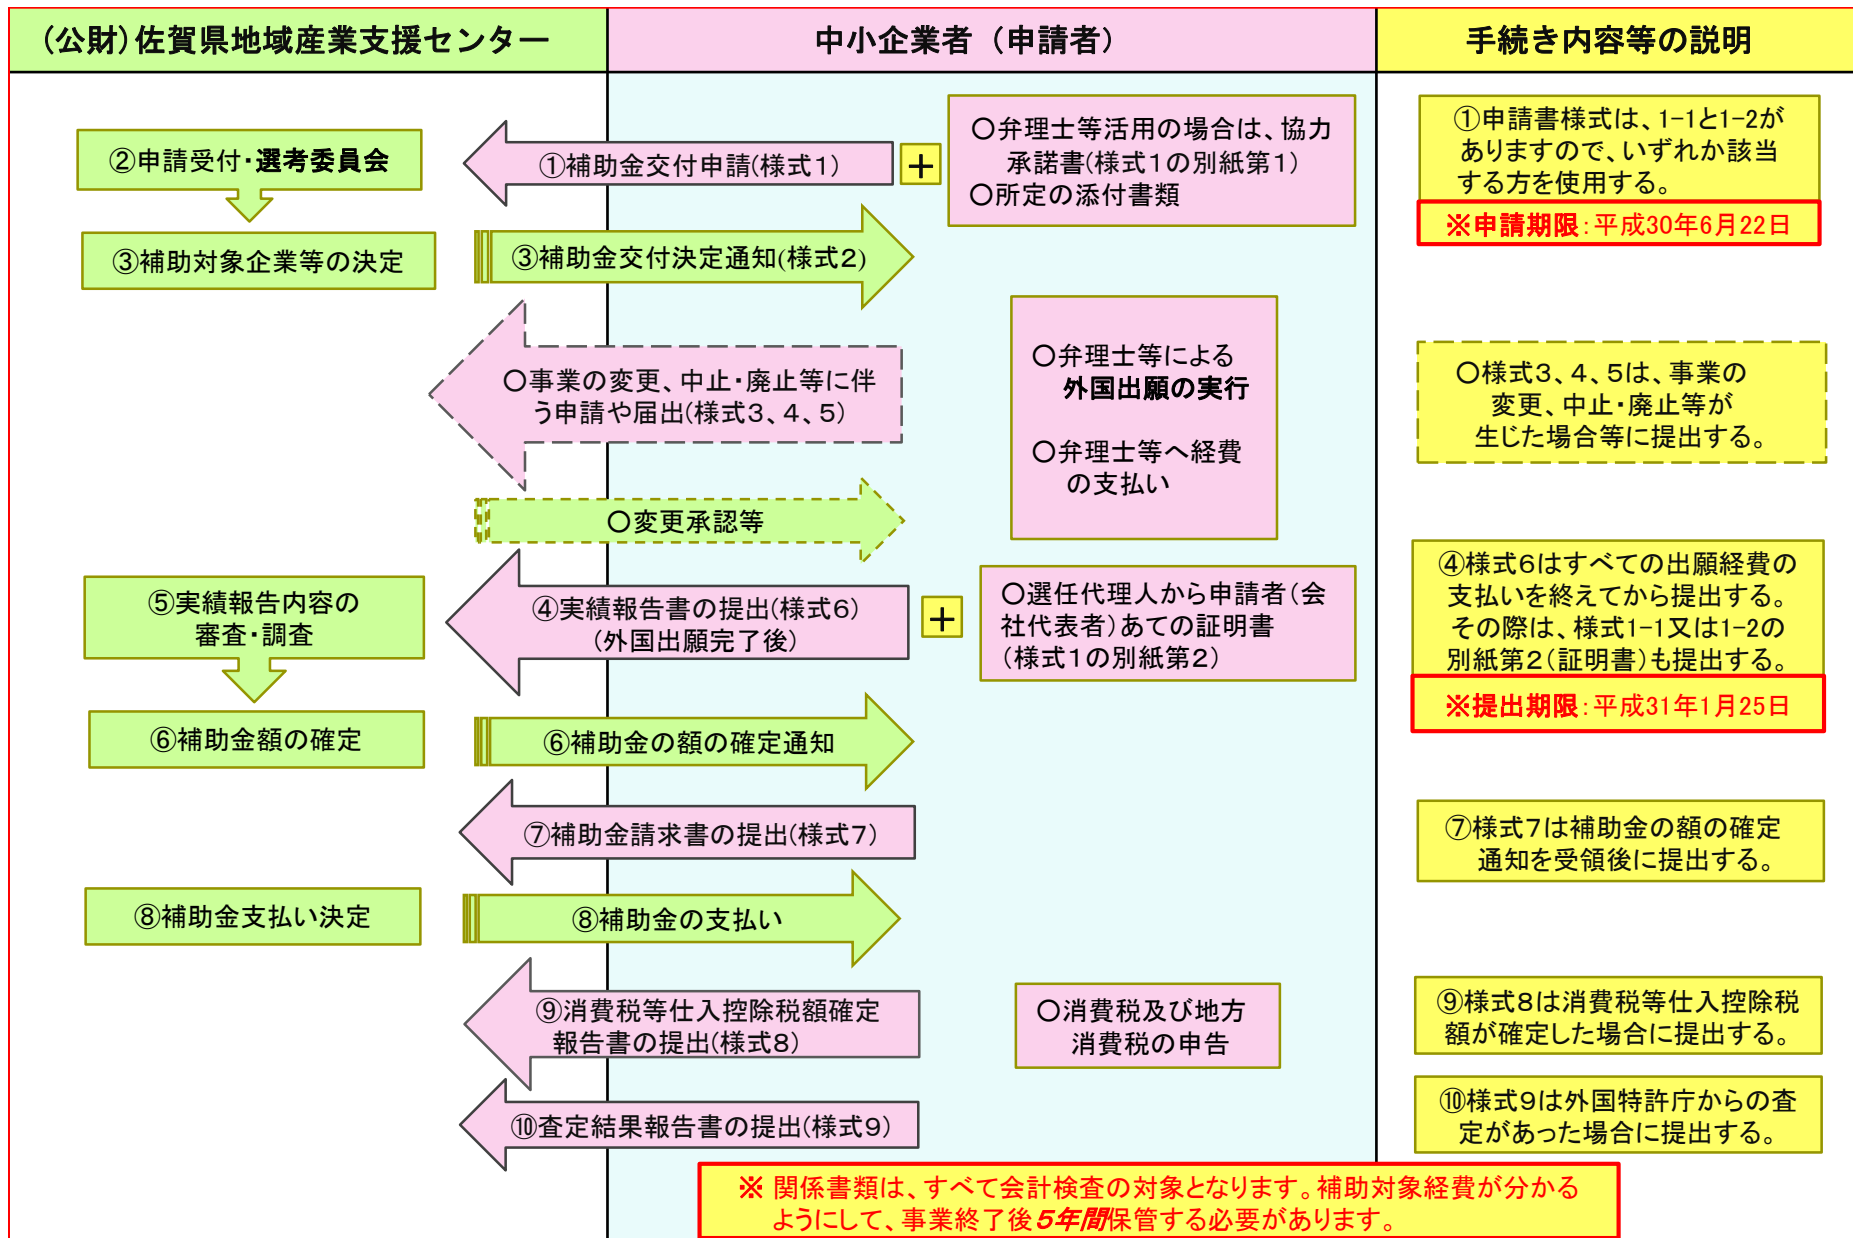 (公財)佐賀県地域産業支援センター
中小企業者（申請者）
手続き内容等の説明
②申請受付・選考委員会
①補助金交付申請(様式1)
＋
○弁理士等活用の場合は、協力
承諾書(様式1の別紙第1)
○所定の添付書類
①申請書様式は、1-1と1-2が
ありますので、いずれか該当
する方を使用する。
※申請期限：平成30年6月22日
③補助対象企業等の決定
③補助金交付決定通知(様式2)
○事業の変更、中止・廃止等に伴
う申請や届出(様式3、4、5)
○弁理士等による
外国出願の実行
○弁理士等へ経費
の支払い
○様式3、4、5は、事業の
変更、中止・廃止等が
生じた場合等に提出する。
○変更承認等
⑤実績報告内容の
審査・調査
④実績報告書の提出(様式6)
(外国出願完了後)
＋
○選任代理人から申請者(会
社代表者)あての証明書
(様式1の別紙第2)
④様式6はすべての出願経費の
支払いを終えてから提出する。
その際は、様式1-1又は1-2の
別紙第2(証明書)も提出する。
※提出期限：平成31年1月25日
⑥補助金額の確定
⑥補助金の額の確定通知
⑦補助金請求書の提出(様式7)
⑦様式7は補助金の額の確定
通知を受領後に提出する。
⑧補助金支払い決定
⑧補助金の支払い
⑨消費税等仕入控除税額確定
報告書の提出(様式8)
○消費税及び地方
消費税の申告
⑨様式8は消費税等仕入控除税
額が確定した場合に提出する。
⑩査定結果報告書の提出(様式9)
⑩様式9は外国特許庁からの査
定があった場合に提出する。
※ 関係書類は、すべて会計検査の対象となります。補助対象経費が分かる
ようにして、事業終了後5年間保管する必要があります。